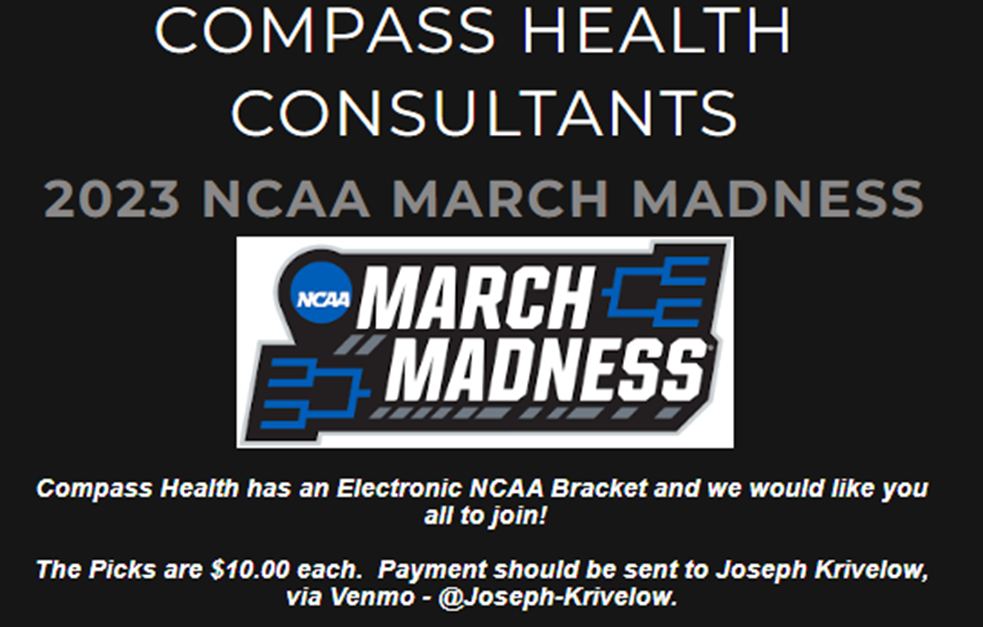 COMPASS HEALTH
CONSULTANTS
2023 NCAA MARCH MADNESS
NCAA MARCH
MADNESS
Compass Health has an Electronic NCAA Bracket and we would like you
all to join!
The Picks are $10.00 each.  Payment should be sent to Joseph Krivelow,
via Venmo - @Joseph-Krivelow.